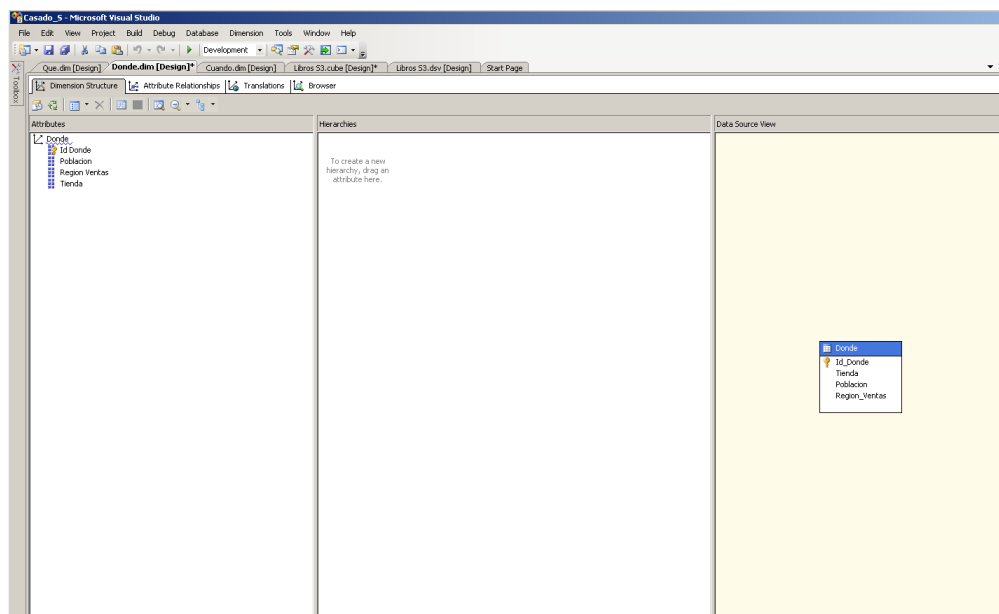 Casado_S - Microsoft Visual Studio
File Edit View Project Build Debug Database Dimension Tools Window Help
Development
Que.dim [Design] Donde.dim [Design]* Cuando.dim [Design] Libros S3.cube [Design]* Libros S3.dsv [Design] Start Page
Toolbox
Dimension Structure Attribute Relationships Translations Browser
Attributes
Donde
Id Donde
Poblacion
Region Ventas
Tienda
Hierarchies
To create a new
hierarchy, drag an
attribute here.
Data Source View
Donde
Id_Donde
Tienda
Poblacion
Region_Ventas